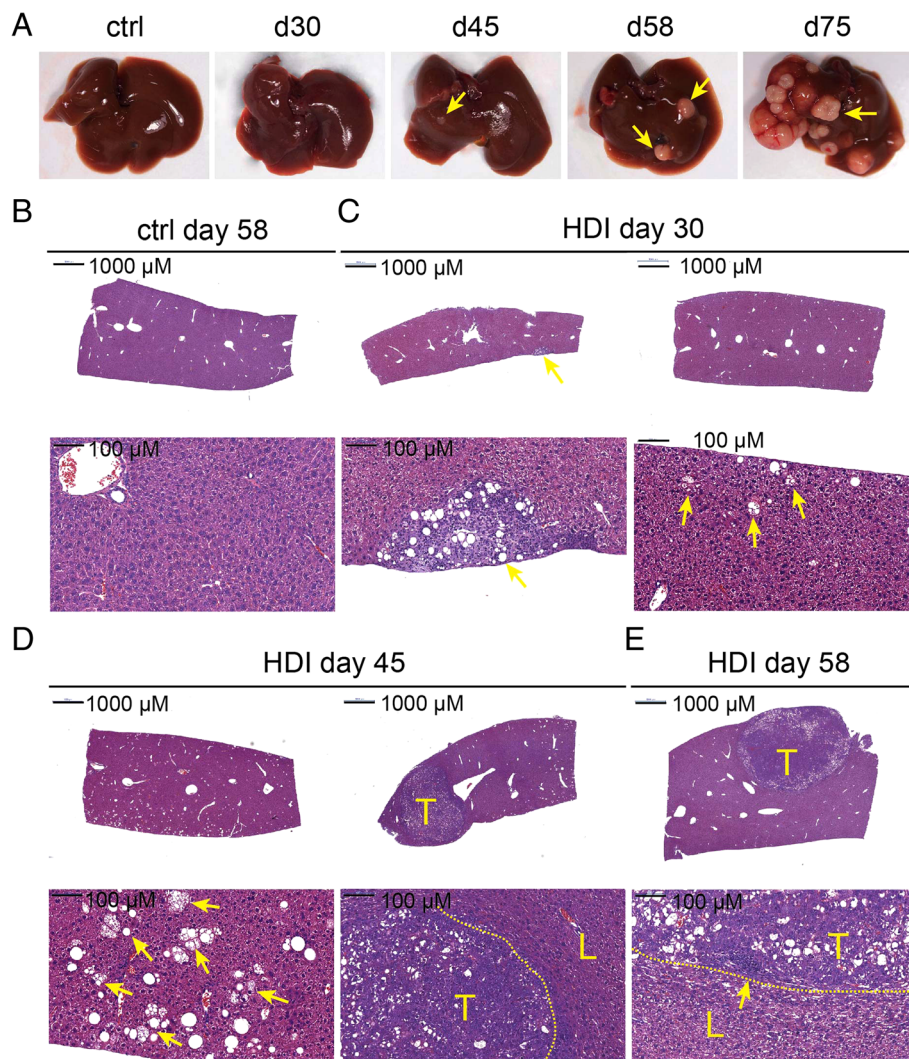 A
ctrl
d30
d45
d58
d75
B
ctrl day 58
C
HDI day 30
1000 µM
1000 µM
1000 µM
100 µM
100 µM
100 µM
D
HDI day 45
E
HDI day 58
1000 µM
1000 µM
1000 µM
T
T
100 µM
100 µM
100 µM
L
T
T
L